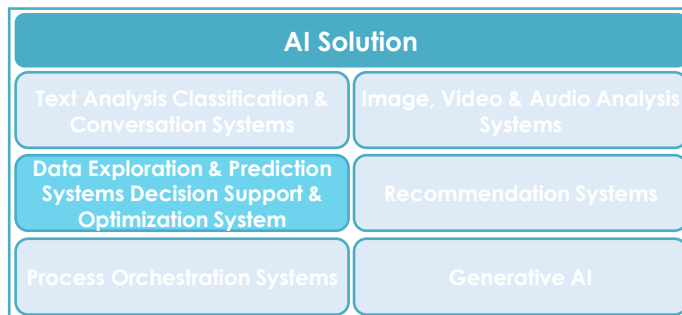 AI Solution
Text Analysis Classification &
Conversation Systems
Image, Video & Audio Analysis
Systems
Data Exploration & Prediction
Systems Decision Support &
Optimization System
Recommendation Systems
Process Orchestration Systems
Generative AI